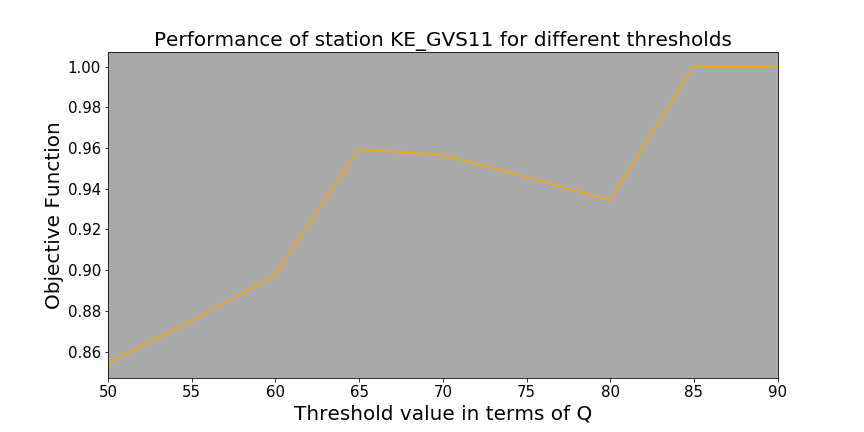 Performance of station KE_GVS11 for different thresholds
Objective Function
1.00
0.98
0.96
0.94
0.92
0.90
0.88
0.86
50 55 60 65 70 75 80 85 90
Threshold value in terms of Q